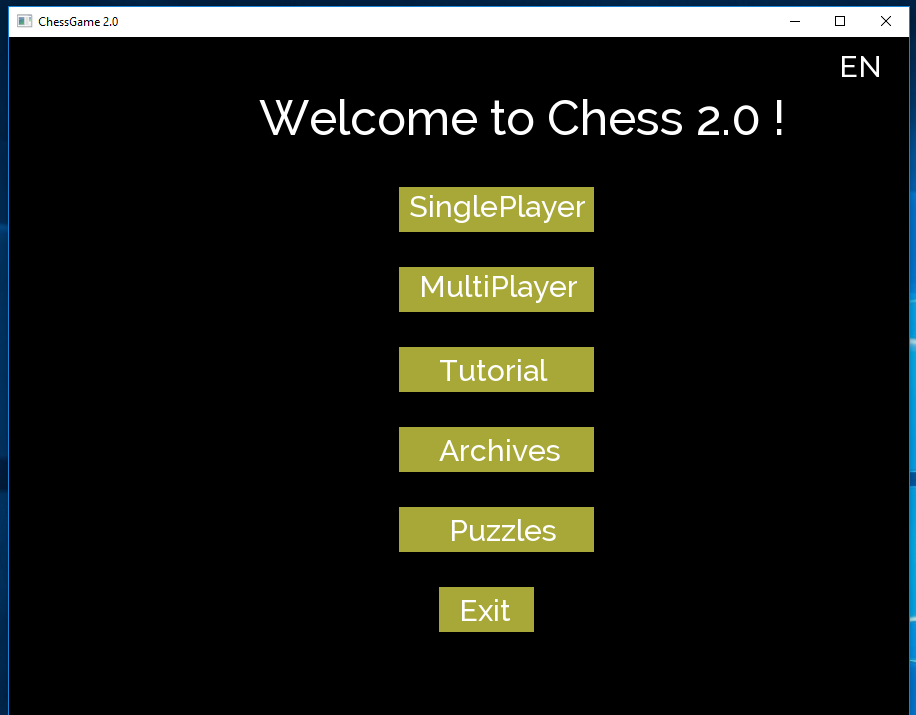 ChessGame 2.0
EN
Welcome to Chess 2.0 !
SinglePlayer
MultiPlayer
Tutorial
Archives
Puzzles
Exit